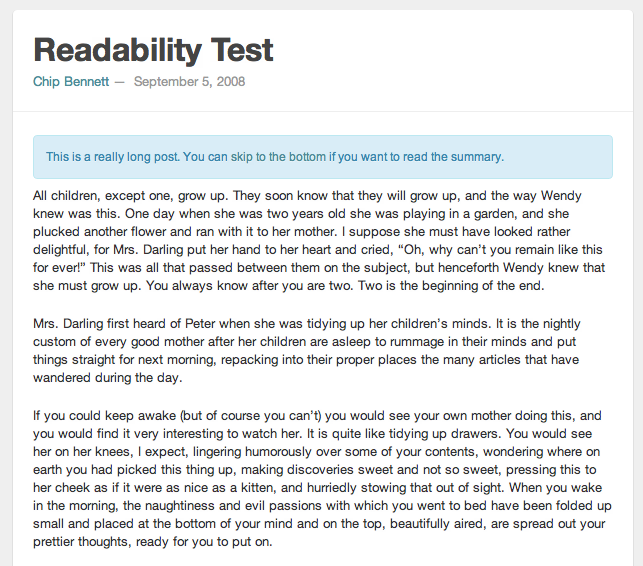 Readability Test
Chip Bennett — September 5, 2008
This is a really long post. You can skip to the bottom if you want to read the summary.
All children, except one, grow up. They soon know that they will grow up, and the way Wendy
knew was this. One day when she was two years old she was playing in a garden, and she
plucked another flower and ran with it to her mother. I suppose she must have looked rather
delightful, for Mrs. Darling put her hand to her heart and cried, “Oh, why can’t you remain like this
for ever!” This was all that passed between them on the subject, but henceforth Wendy knew that
she must grow up. You always know after you are two. Two is the beginning of the end.
Mrs. Darling first heard of Peter when she was tidying up her children’s minds. It is the nightly
custom of every good mother after her children are asleep to rummage in their minds and put
things straight for next morning, repacking into their proper places the many articles that have
wandered during the day.
If you could keep awake (but of course you can’t) you would see your own mother doing this, and
you would find it very interesting to watch her. It is quite like tidying up drawers. You would see
her on her knees, I expect, lingering humorously over some of your contents, wondering where on
earth you had picked this thing up, making discoveries sweet and not so sweet, pressing this to
her cheek as if it were as nice as a kitten, and hurriedly stowing that out of sight. When you wake
in the morning, the naughtiness and evil passions with which you went to bed have been folded up
small and placed at the bottom of your mind and on the top, beautifully aired, are spread out your
prettier thoughts, ready for you to put on.